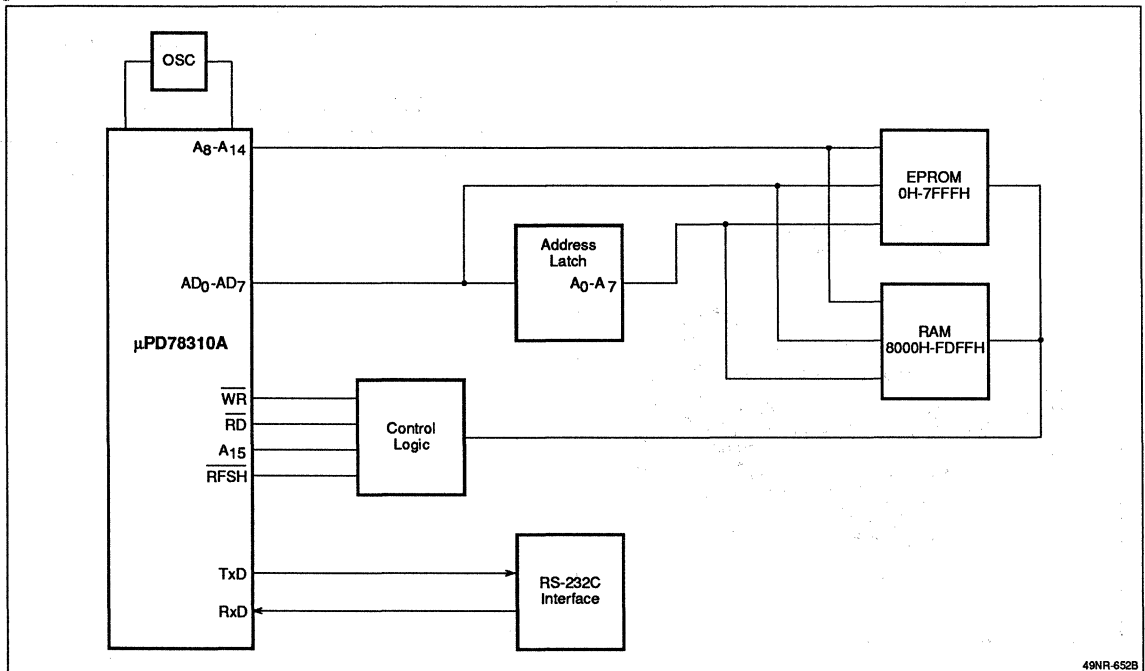 OSC
A8-A14
EPROM
0H-7FFFH
Address
Latch
A0-A7
AD0-AD7
RAM
8000H-FDFFH
μPD78310A
WR
RD
A15
RFSH
Control
Logic
TxD
RxD
RS-232C
Interface
49NR-652B